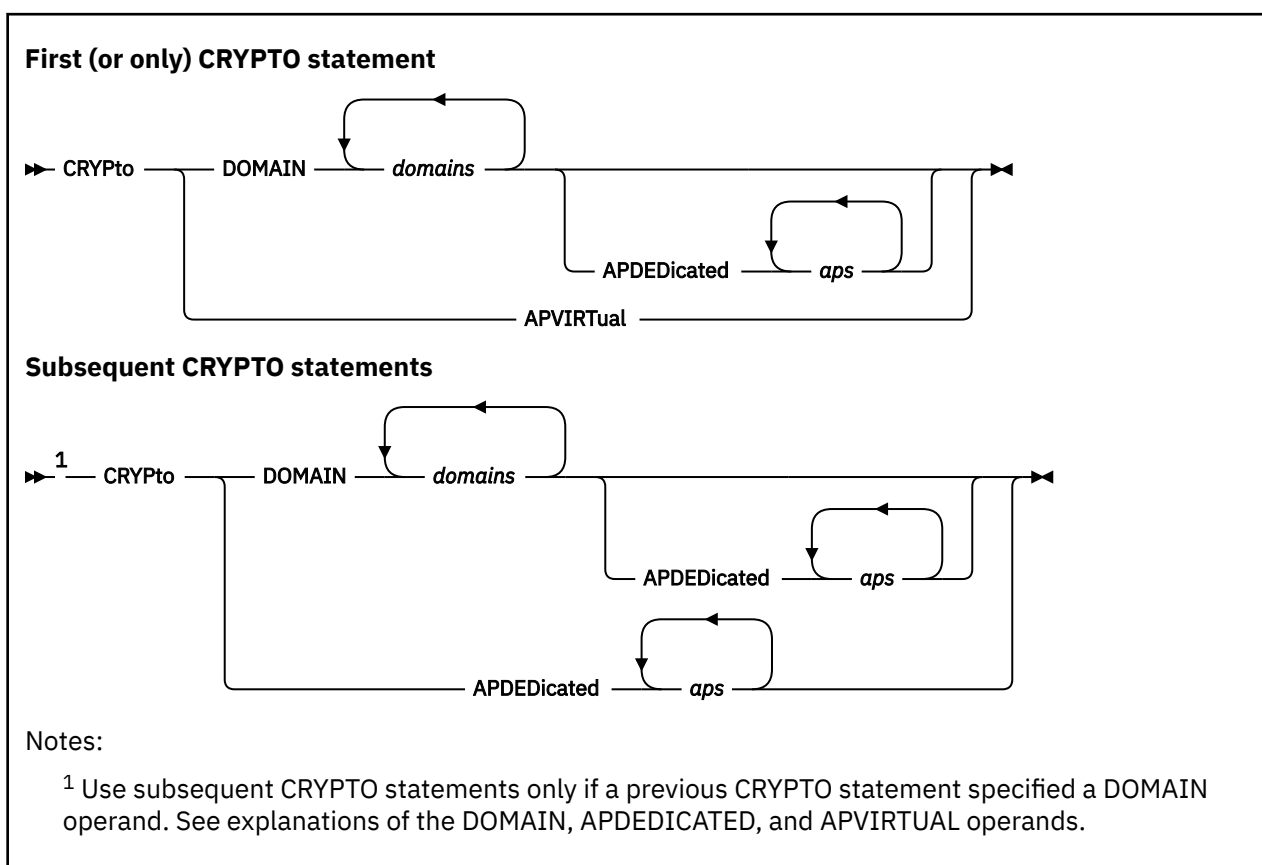 First (or only) CRYPTO statement
CRYPto DOMAIN domains
APDEDicated aps
APVIRTual
Subsequent CRYPTO statements
1 CRYPto DOMAIN domains
APDEDicated aps
APDEDicated aps
Notes:
1 Use subsequent CRYPTO statements only if a previous CRYPTO statement specified a DOMAIN
operand. See explanations of the DOMAIN, APDEDICATED, and APVIRTUAL operands.